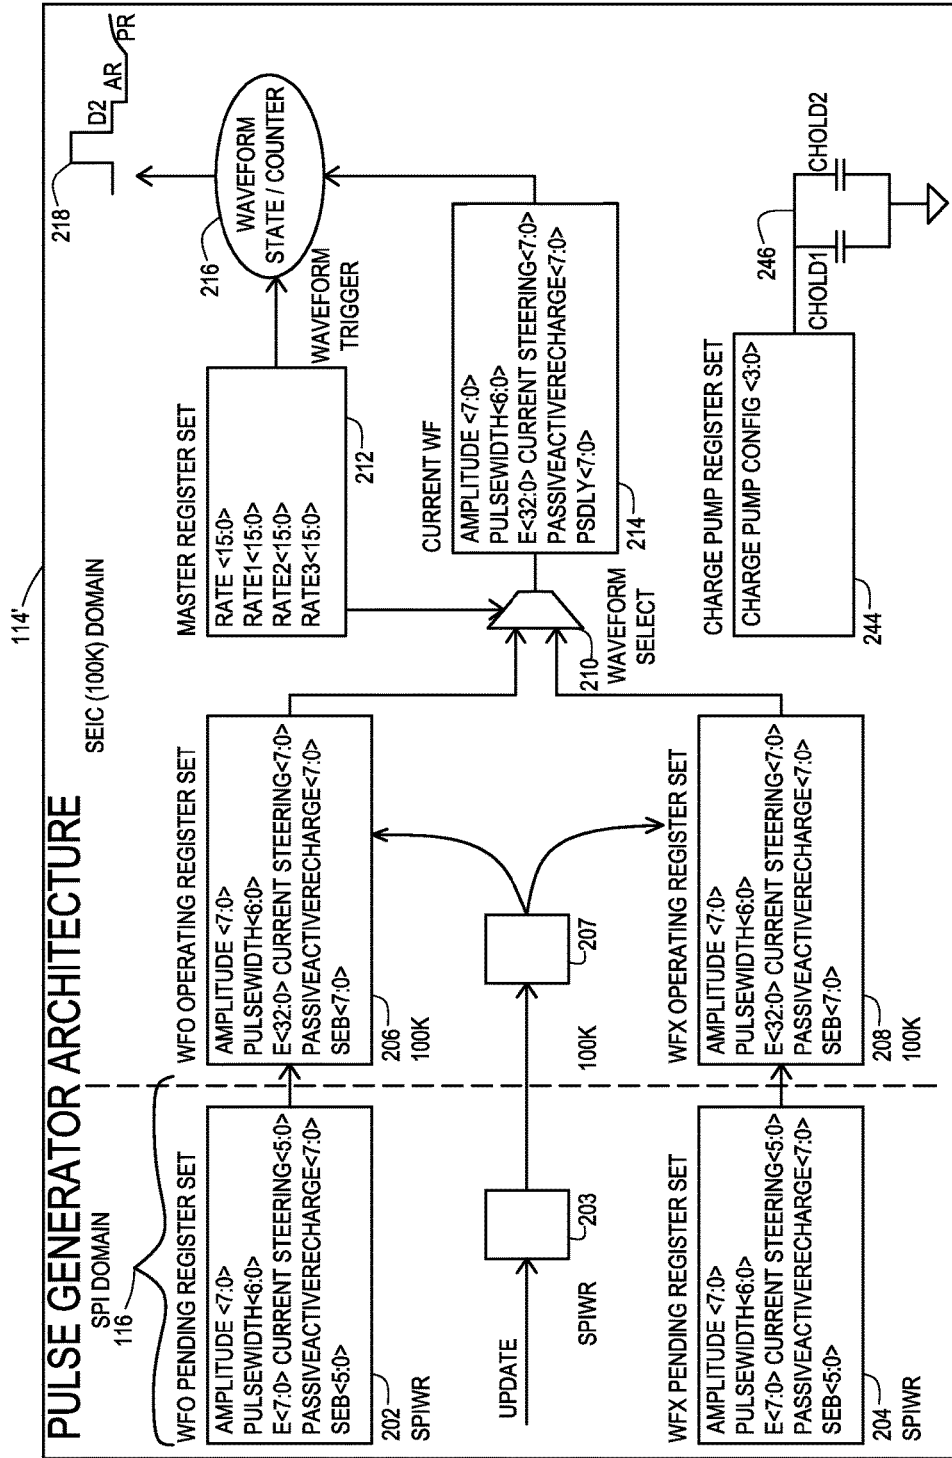 PULSE GENERATOR ARCHITECTURE
114'
SPI DOMAIN
116
SEIC (100K) DOMAIN
WFO PENDING REGISTER SET
AMPLITUDE <7:0>
PULSEWIDTH<6:0>
E<7:0> CURRENT STEERING<5:0>
PASSIVEACTIVERECHARGE<7:0>
SEB<5:0>
202
SPIWR
WFO OPERATING REGISTER SET
AMPLITUDE <7:0>
PULSEWIDTH<6:0>
E<32:0> CURRENT STEERING<7:0>
PASSIVEACTIVERECHARGE<7:0>
SEB<7:0>
206
100K
MASTER REGISTER SET
RATE <15:0>
RATE1<15:0>
RATE2<15:0>
RATE3<15:0>
212
WAVEFORM
TRIGGER
216
WAVEFORM
STATE / COUNTER
218
D2
AR
PR
UPDATE
203
SPIWR
207
100K
210
WAVEFORM
SELECT
CURRENT WF
AMPLITUDE <7:0>
PULSEWIDTH<6:0>
E<32:0> CURRENT STEERING<7:0>
PASSIVEACTIVERECHARGE<7:0>
PSDLY<7:0>
214
WFX PENDING REGISTER SET
AMPLITUDE <7:0>
PULSEWIDTH<6:0>
E<7:0> CURRENT STEERING<5:0>
PASSIVEACTIVERECHARGE<7:0>
SEB<5:0>
204
SPIWR
WFX OPERATING REGISTER SET
AMPLITUDE <7:0>
PULSEWIDTH<6:0>
E<32:0> CURRENT STEERING<7:0>
PASSIVEACTIVERECHARGE<7:0>
SEB<7:0>
208
100K
CHARGE PUMP REGISTER SET
CHARGE PUMP CONFIG <3:0>
244
246
CHOLD1
CHOLD2